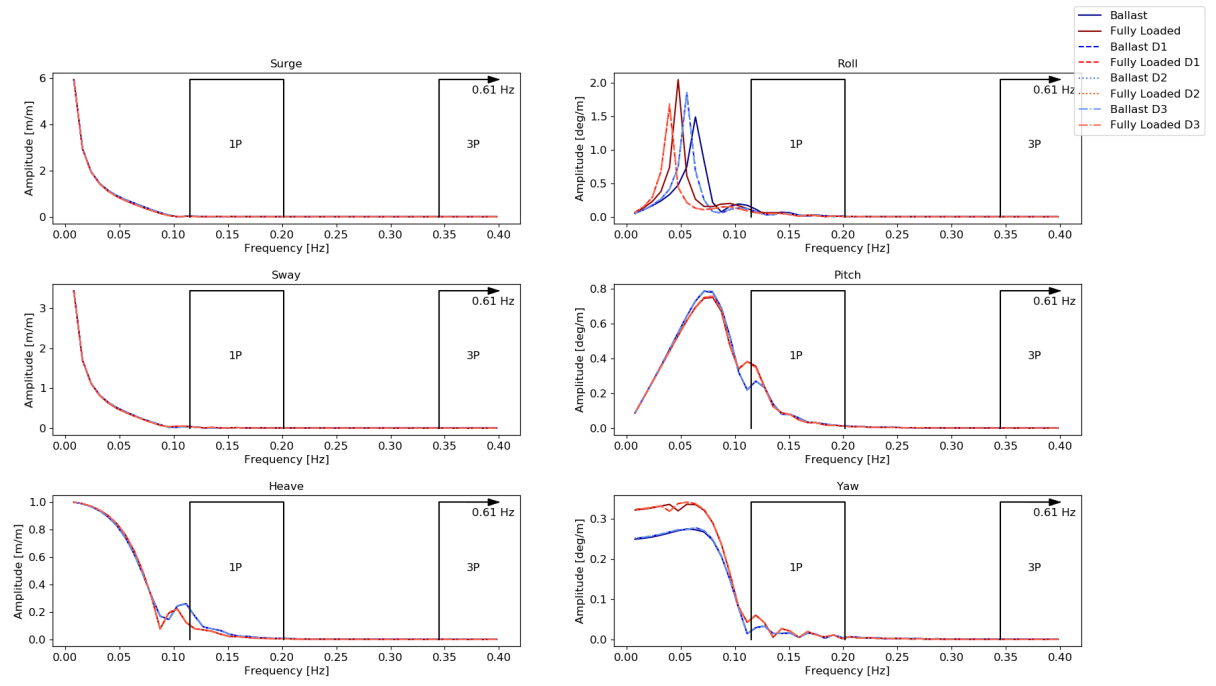 Ballast
Fully Loaded
Ballast D1
Fully Loaded D1
Ballast D2
Fully Loaded D2
Ballast D3
Fully Loaded D3
Surge
Amplitude [m/m]
6
4
2
0
1P
3P
0.61 Hz
0.00 0.05 0.10 0.15 0.20 0.25 0.30 0.35 0.40
Frequency [Hz]
Roll
Amplitude [deg/m]
2.0
1.5
1.0
0.5
0.0
1P
3P
0.61 Hz
0.00 0.05 0.10 0.15 0.20 0.25 0.30 0.35 0.40
Frequency [Hz]
Sway
Amplitude [m/m]
3
2
1
0
1P
3P
0.61 Hz
0.00 0.05 0.10 0.15 0.20 0.25 0.30 0.35 0.40
Frequency [Hz]
Pitch
Amplitude [deg/m]
0.8
0.6
0.4
0.2
0.0
1P
3P
0.61 Hz
0.00 0.05 0.10 0.15 0.20 0.25 0.30 0.35 0.40
Frequency [Hz]
Heave
Amplitude [m/m]
1.0
0.8
0.6
0.4
0.2
0.0
1P
3P
0.61 Hz
0.00 0.05 0.10 0.15 0.20 0.25 0.30 0.35 0.40
Frequency [Hz]
Yaw
Amplitude [deg/m]
0.3
0.2
0.1
0.0
1P
3P
0.61 Hz
0.00 0.05 0.10 0.15 0.20 0.25 0.30 0.35 0.40
Frequency [Hz]